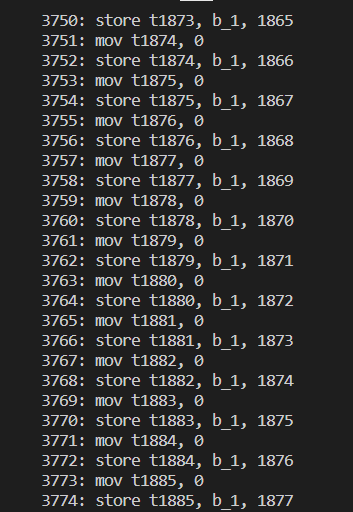 3750: store t1873, b_1, 1865
3751: mov t1874, 0
3752: store t1874, b_1, 1866
3753: mov t1875, 0
3754: store t1875, b_1, 1867
3755: mov t1876, 0
3756: store t1876, b_1, 1868
3757: mov t1877, 0
3758: store t1877, b_1, 1869
3759: mov t1878, 0
3760: store t1878, b_1, 1870
3761: mov t1879, 0
3762: store t1879, b_1, 1871
3763: mov t1880, 0
3764: store t1880, b_1, 1872
3765: mov t1881, 0
3766: store t1881, b_1, 1873
3767: mov t1882, 0
3768: store t1882, b_1, 1874
3769: mov t1883, 0
3770: store t1883, b_1, 1875
3771: mov t1884, 0
3772: store t1884, b_1, 1876
3773: mov t1885, 0
3774: store t1885, b_1, 1877